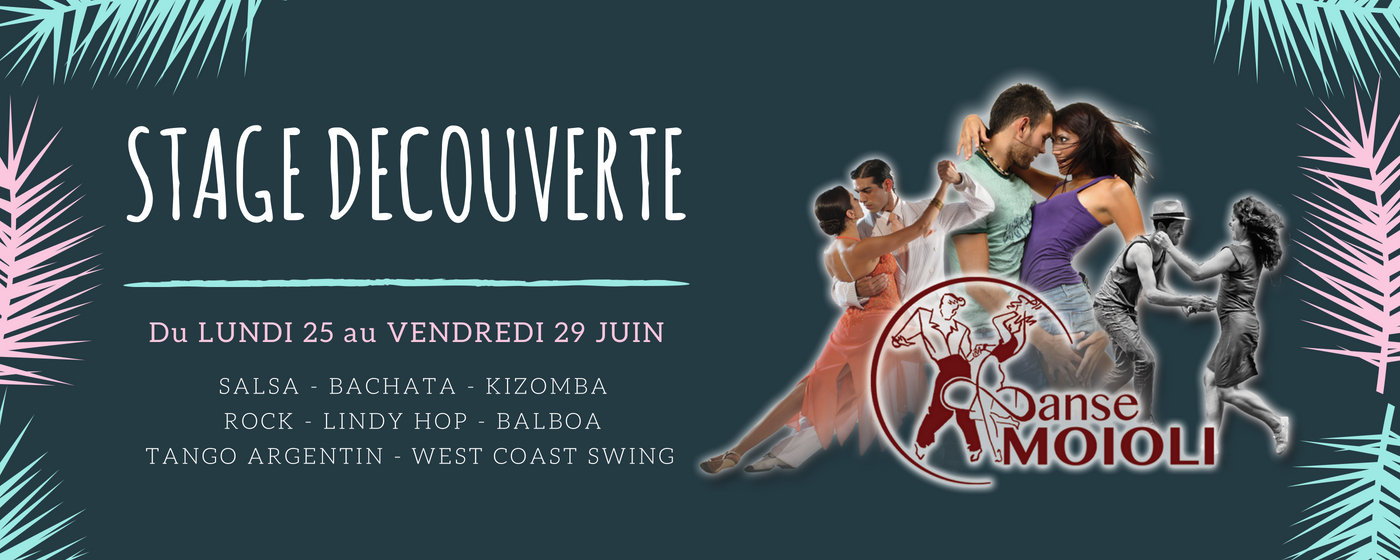 STAGE DECOUVERTE
Du LUNDI 25 au VENDREDI 29 JUIN
SALSA - BACHATA - KIZOMBA
ROCK - LINDY HOP - BALBOA
TANGO ARGENTIN - WEST COAST SWING
Danse
MOIOLI